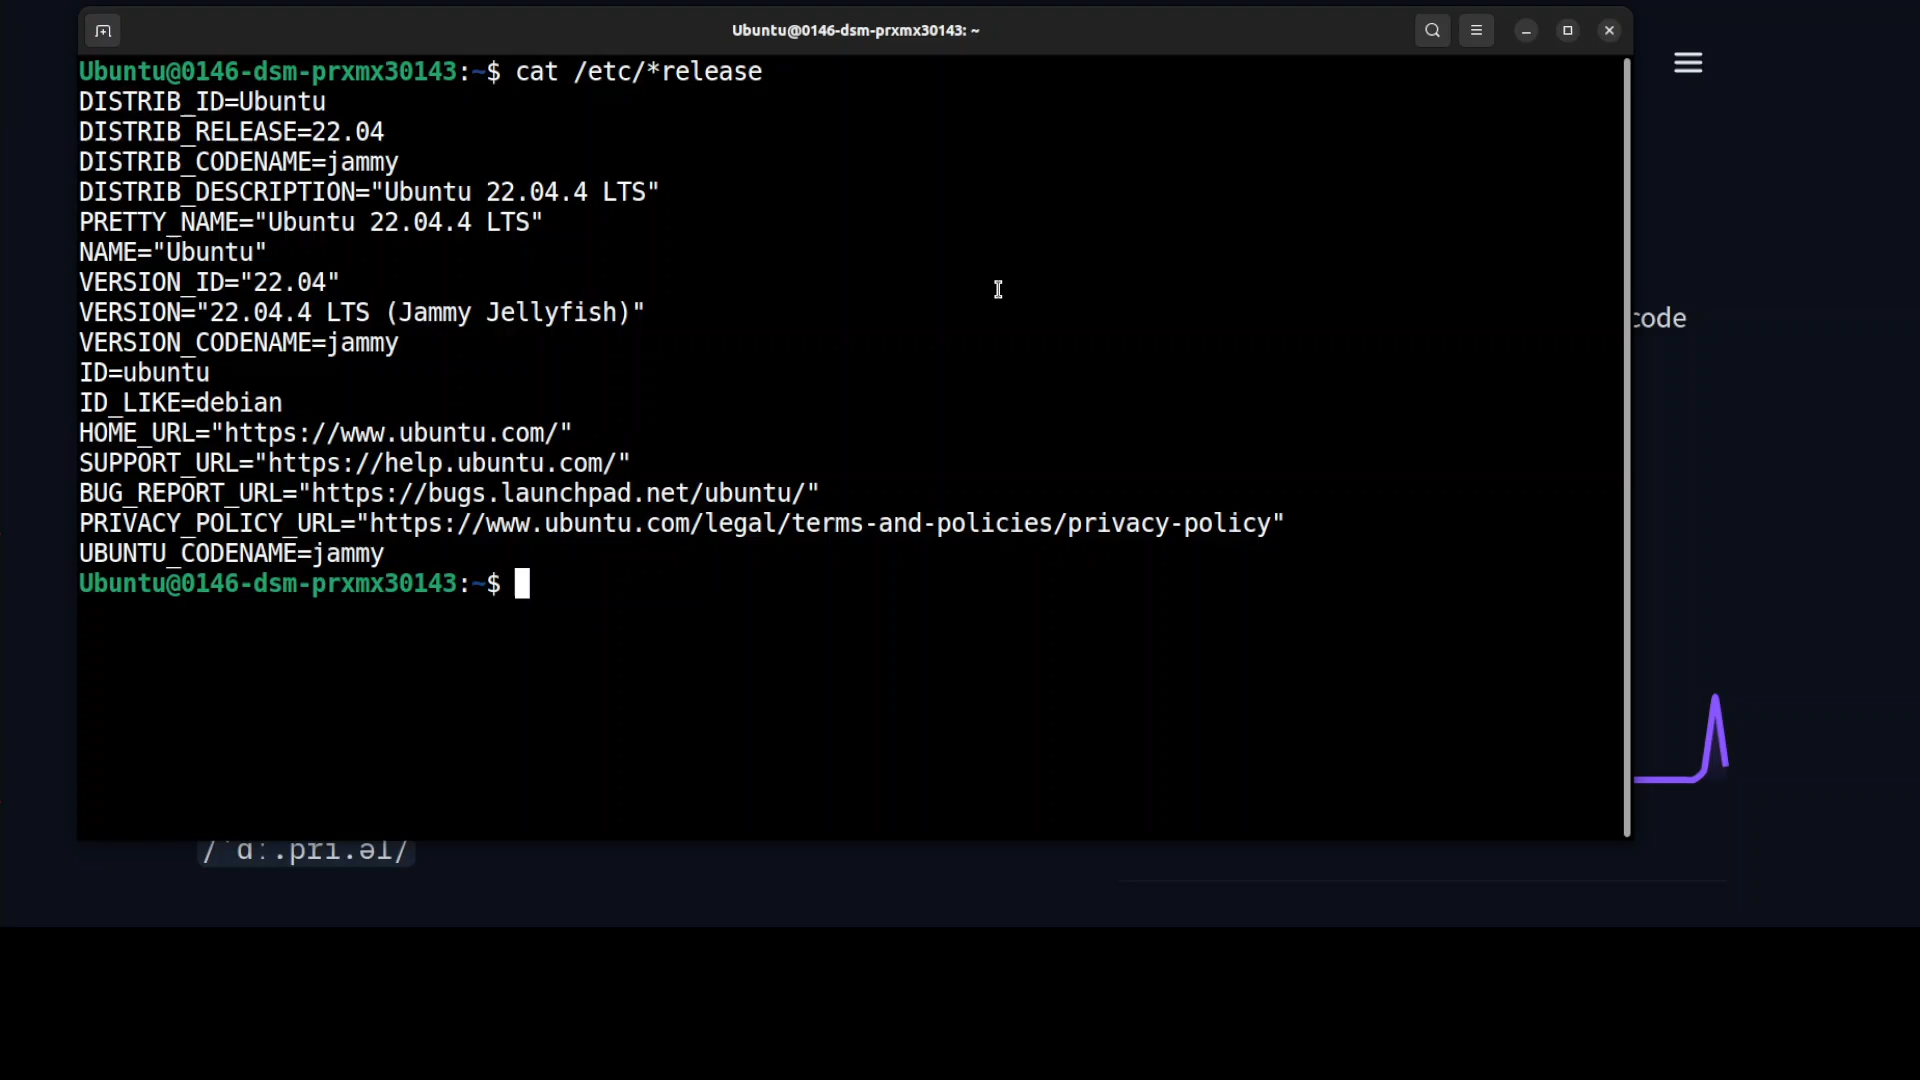 Ubuntu@0146-dsm-prxmx30143: ~
Ubuntu@0146-dsm-prxmx30143:~$ cat /etc/*release
DISTRIB_ID=Ubuntu
DISTRIB_RELEASE=22.04
DISTRIB_CODENAME=jammy
DISTRIB_DESCRIPTION="Ubuntu 22.04.4 LTS"
PRETTY_NAME="Ubuntu 22.04.4 LTS"
NAME="Ubuntu"
VERSION_ID="22.04"
VERSION="22.04.4 LTS (Jammy Jellyfish)"
code
VERSION_CODENAME=jammy
ID=ubuntu
ID_LIKE=debian
HOME_URL="https://www.ubuntu.com/"
SUPPORT_URL="https://help.ubuntu.com/"
BUG_REPORT_URL="https://bugs.launchpad.net/ubuntu/"
PRIVACY_POLICY_URL="https://www.ubuntu.com/legal/terms-and-policies/privacy-policy"
UBUNTU_CODENAME=jammy
Ubuntu@0146-dsm-prxmx30143:~$